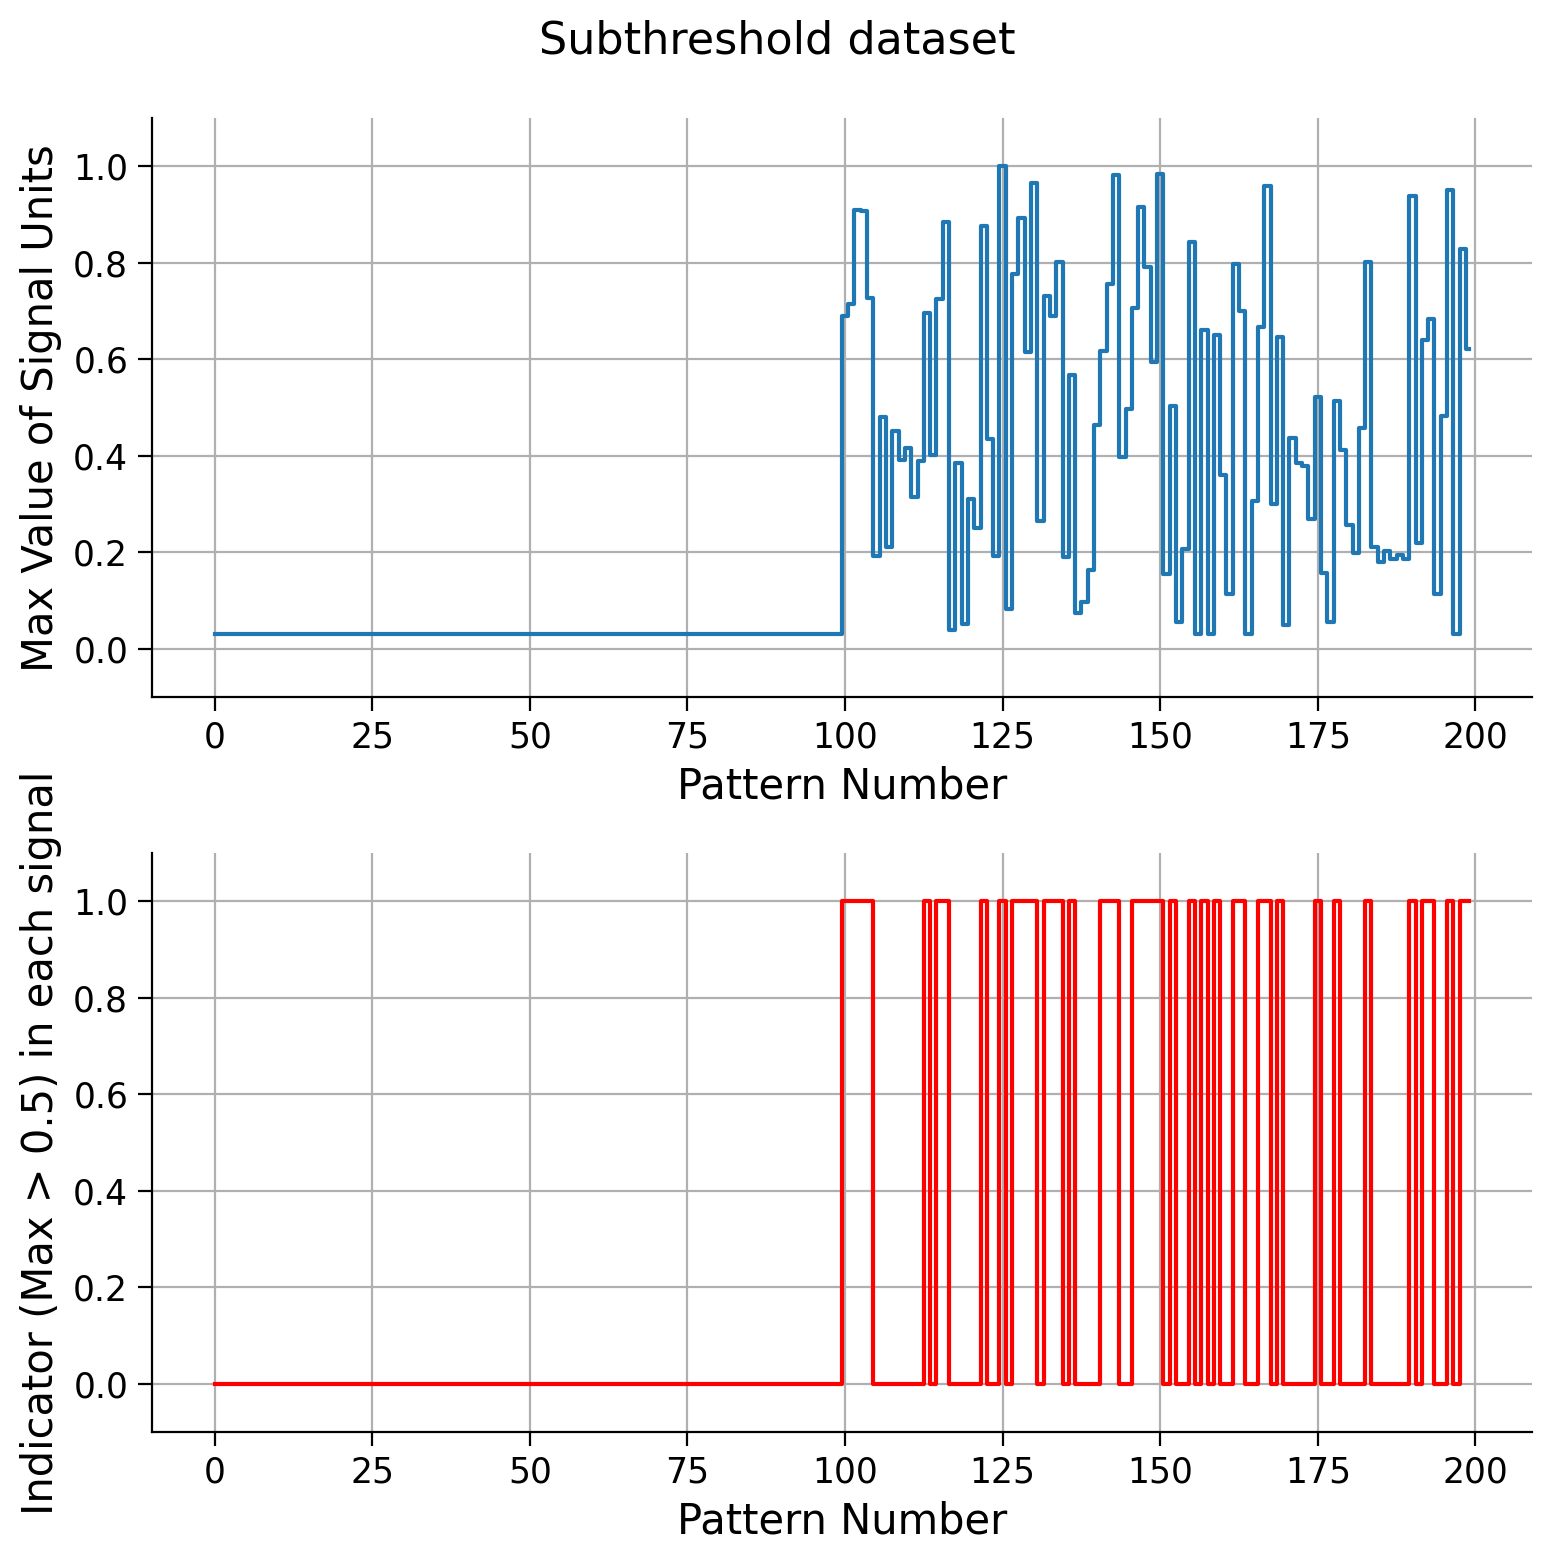 Subthreshold dataset
Max Value of Signal Units
1.0
0.8
0.6
0.4
0.2
0.0
0 25 50 75 100 125 150 175 200
Pattern Number
Indicator (Max > 0.5) in each signal
1.0
0.8
0.6
0.4
0.2
0.0
0 25 50 75 100 125 150 175 200
Pattern Number